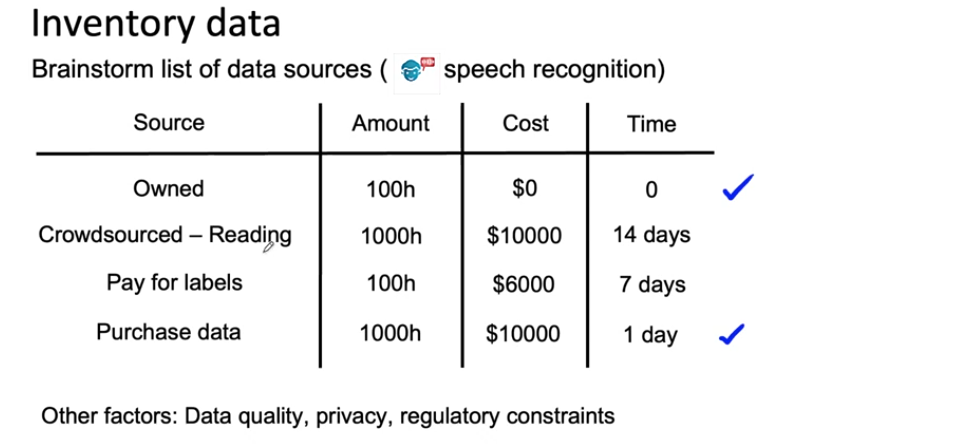 Inventory data
Brainstorm list of data sources ( speech recognition)
Source Amount Cost Time
Owned 100h $0 0
Crowdsourced – Reading 1000h $10000 14 days
Pay for labels 100h $6000 7 days
Purchase data 1000h $10000 1 day
Other factors: Data quality, privacy, regulatory constraints